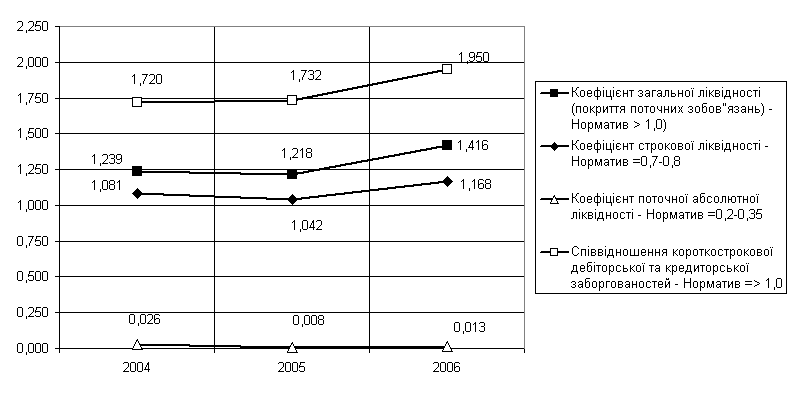 2,250
2,000
1,750
1,500
1,250
1,000
0,750
0,500
0,250
0,000
1,720
1,732
1,950
1,239
1,218
1,416
1,081
1,042
1,168
0,026
0,008
0,013
2004
2005
2006
Коефіцієнт загальної ліквідності
(покриття поточних зобов"язань) -
Норматив > 1,0)
Коефіцієнт строкової ліквідності -
Норматив =0,7-0,8
Коефіцієнт поточної абсолютної
ліквідності - Норматив =0,2-0,35
Співвідношення короткострокової
дебіторської та кредиторської
заборгованостей - Норматив => 1,0